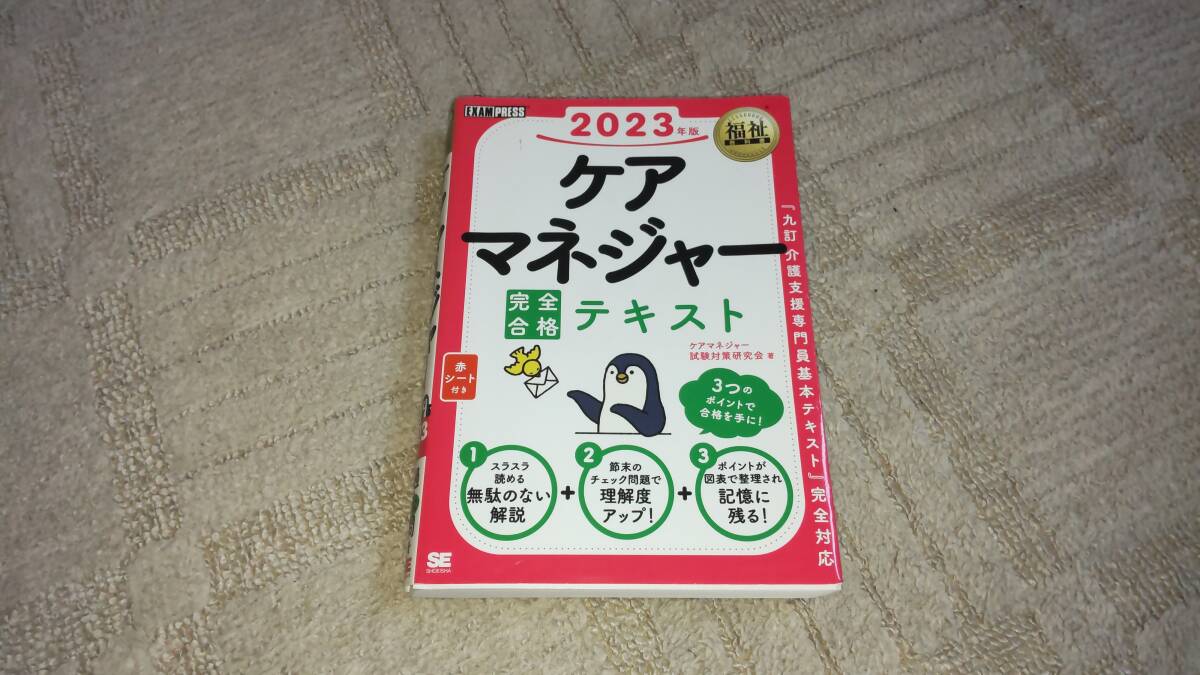 EXAMPRESS
2023年版
福祉
教科書
ケア
マネジャー
完全
合格
テキスト
ケアマネジャー
試験対策研究会 著
赤
シート
付き
3つの
ポイントで
合格を手に!
1
スラスラ
読める
無駄のない
解説
+
2
節末の
チェック問題で
理解度
アップ!
+
3
ポイントが
図表で整理され
記憶に
残る!
『九訂 介護支援専門員基本テキスト』完全対応
SE
SHOEISHA